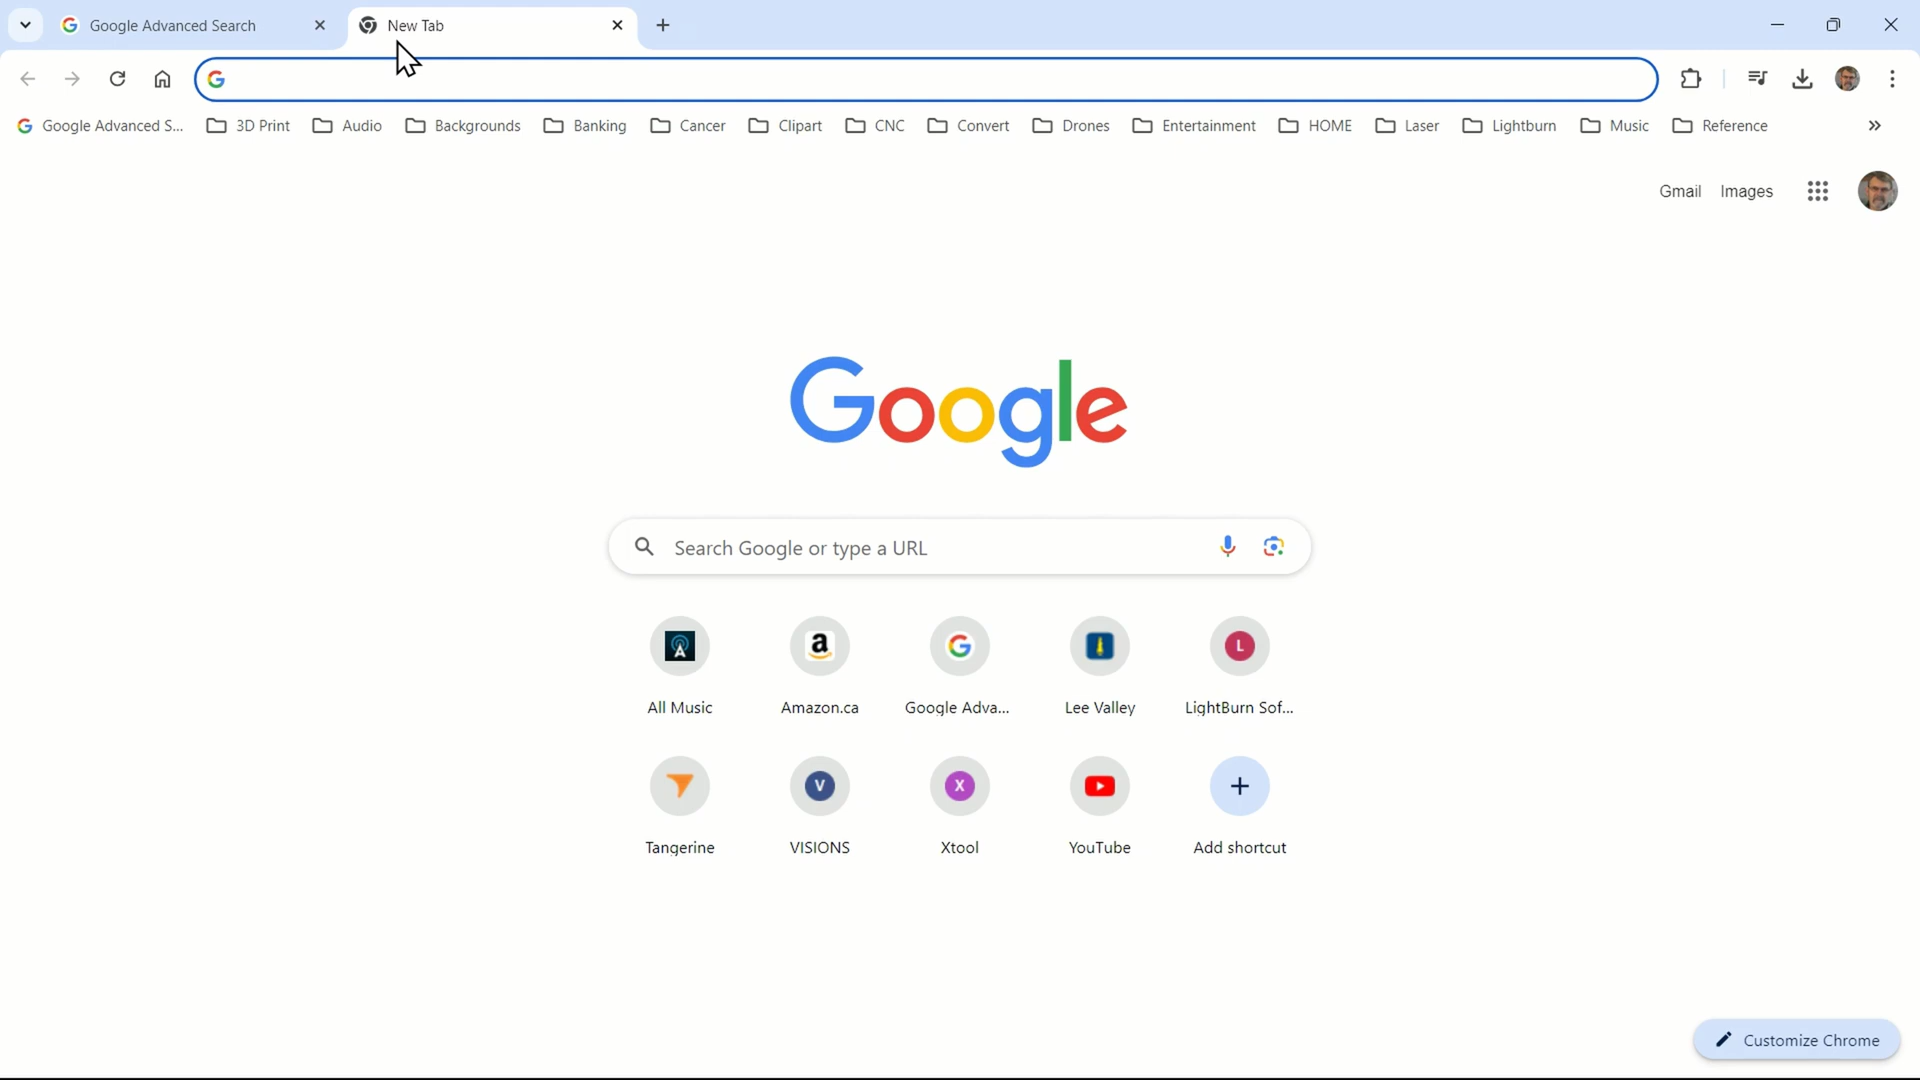 Google Advanced Search
New Tab
Google Advanced S... 3D Print Audio Backgrounds Banking Cancer Clipart CNC Convert Drones Entertainment HOME Laser Lightburn Music Reference
Gmail Images
Google
Search Google or type a URL
All Music Amazon.ca Google Adva... Lee Valley LightBurn Sof...
Tangerine VISIONS Xtool YouTube Add shortcut
Customize Chrome